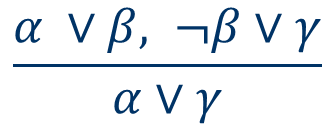 α ∨ β, ¬β ∨ γ
α ∨ γ